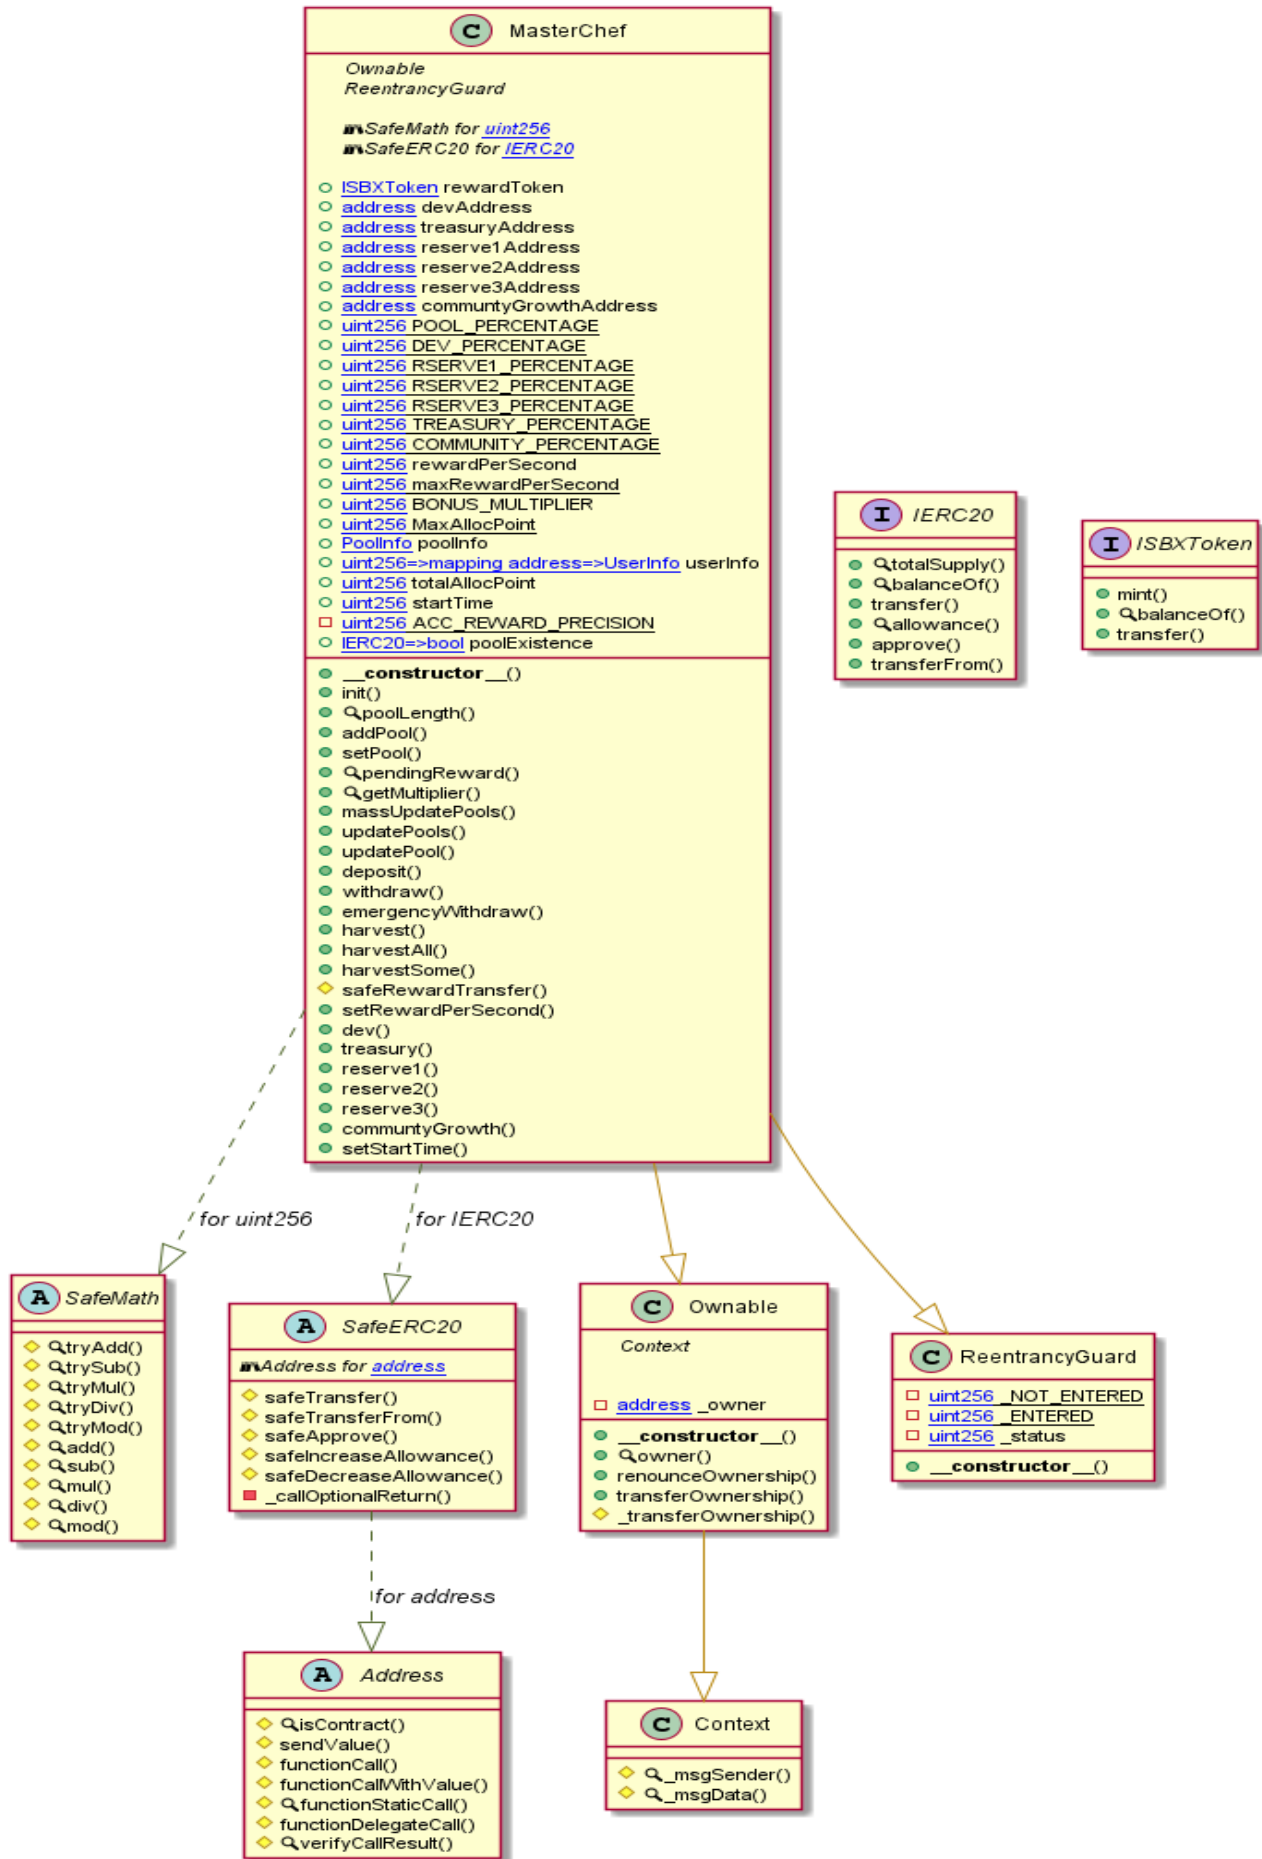 C MasterChef
Ownable
ReentrancyGuard
SafeMath for uint256
SafeERC20 for IERC20
ISBXToken rewardToken
address devAddress
address treasuryAddress
address reserve1Address
address reserve2Address
address reserve3Address
address communtyGrowthAddress
uint256 POOL_PERCENTAGE
uint256 DEV_PERCENTAGE
uint256 RSERVE1_PERCENTAGE
uint256 RSERVE2_PERCENTAGE
uint256 RSERVE3_PERCENTAGE
uint256 TREASURY_PERCENTAGE
uint256 COMMUNITY_PERCENTAGE
uint256 rewardPerSecond
uint256 maxRewardPerSecond
uint256 BONUS_MULTIPLIER
uint256 MaxAllocPoint
PoolInfo poolInfo
uint256=>mapping address=>UserInfo userInfo
uint256 totalAllocPoint
uint256 startTime
uint256 ACC_REWARD_PRECISION
IERC20=>bool poolExistence
__constructor__()
init()
poolLength()
addPool()
setPool()
pendingReward()
getMultiplier()
massUpdatePools()
updatePools()
updatePool()
deposit()
withdraw()
emergencyWithdraw()
harvest()
harvestAll()
harvestSome()
safeRewardTransfer()
setRewardPerSecond()
dev()
treasury()
reserve1()
reserve2()
reserve3()
communtyGrowth()
setStartTime()
I IERC20
totalSupply()
balanceOf()
transfer()
allowance()
approve()
transferFrom()
I ISBXToken
mint()
balanceOf()
transfer()
for uint256
for IERC20
A SafeMath
tryAdd()
trySub()
tryMul()
tryDiv()
tryMod()
add()
sub()
mul()
div()
mod()
A SafeERC20
Address for address
safeTransfer()
safeTransferFrom()
safeApprove()
safeIncreaseAllowance()
safeDecreaseAllowance()
_callOptionalReturn()
C Ownable
Context
address _owner
__constructor__()
owner()
renounceOwnership()
transferOwnership()
_transferOwnership()
C ReentrancyGuard
uint256 _NOT_ENTERED
uint256 _ENTERED
uint256 _status
__constructor__()
for address
A Address
isContract()
sendValue()
functionCall()
functionCallWithValue()
functionStaticCall()
functionDelegateCall()
verifyCallResult()
C Context
_msgSender()
_msgData()